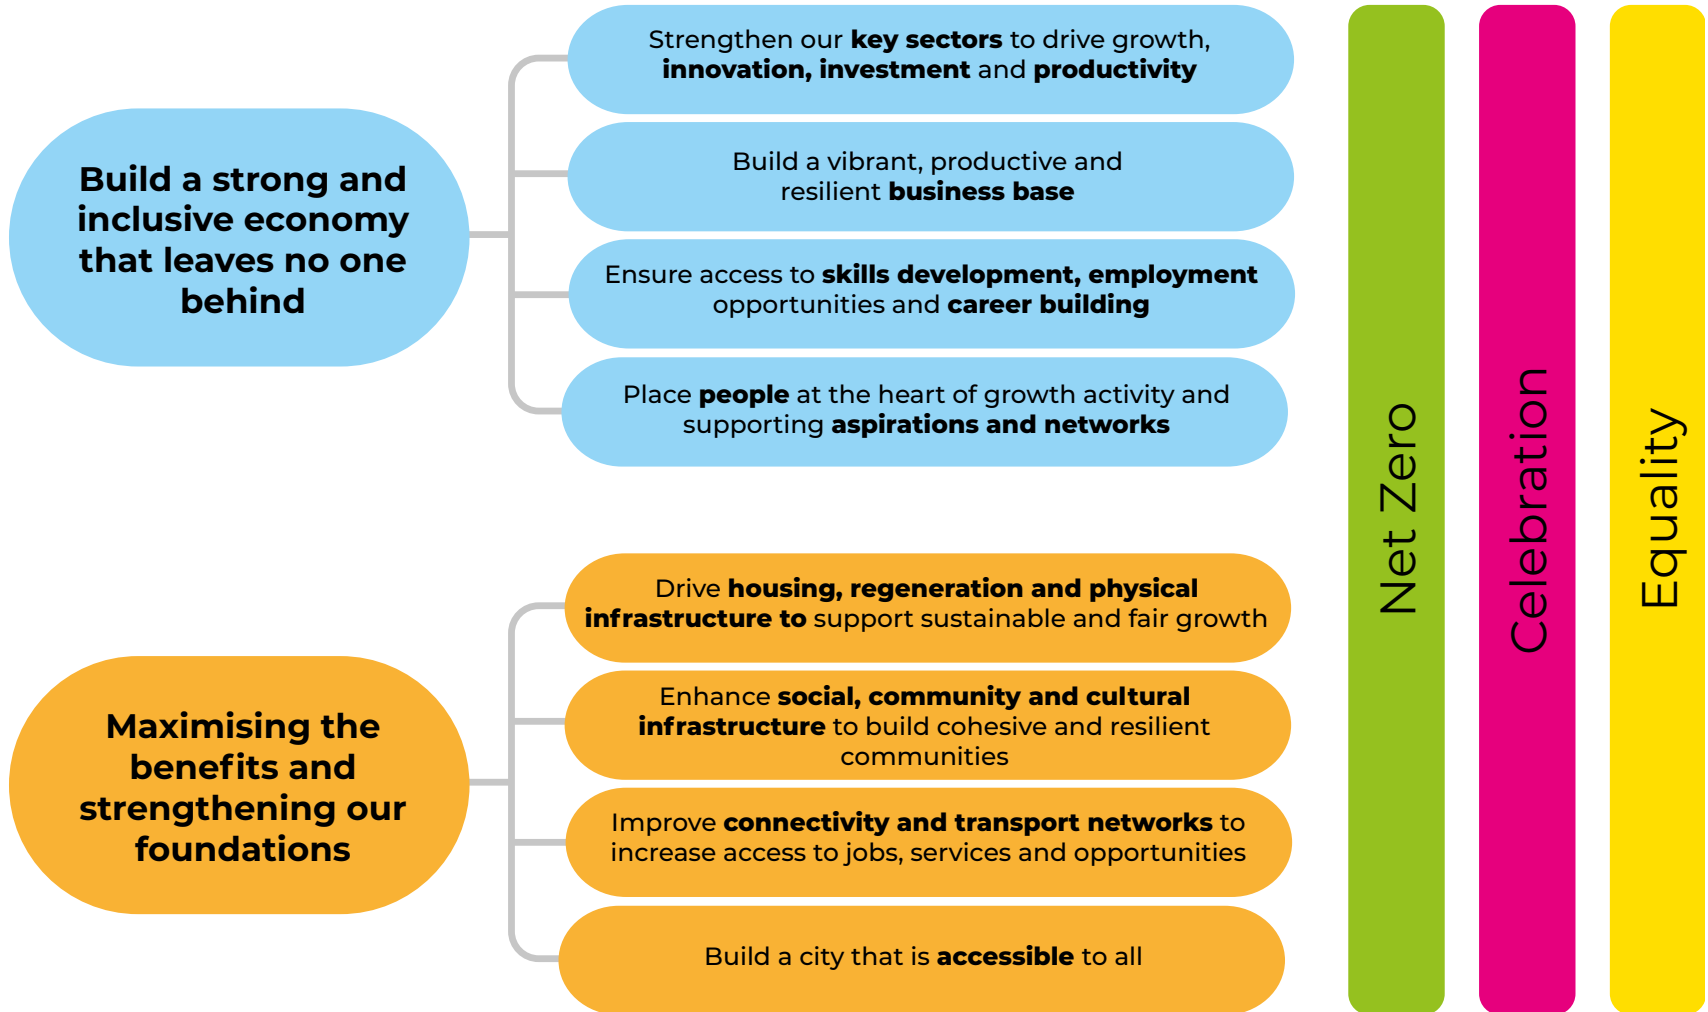 Build a strong and
inclusive economy
that leaves no one
behind
Strengthen our key sectors to drive growth,
innovation, investment and productivity
Build a vibrant, productive and
resilient business base
Ensure access to skills development, employment
opportunities and career building
Place people at the heart of growth activity and
supporting aspirations and networks
Maximising the
benefits and
strengthening our
foundations
Drive housing, regeneration and physical
infrastructure to support sustainable and fair growth
Enhance social, community and cultural
infrastructure to build cohesive and resilient
communities
Improve connectivity and transport networks to
increase access to jobs, services and opportunities
Build a city that is accessible to all
Net Zero
Celebration
Equality